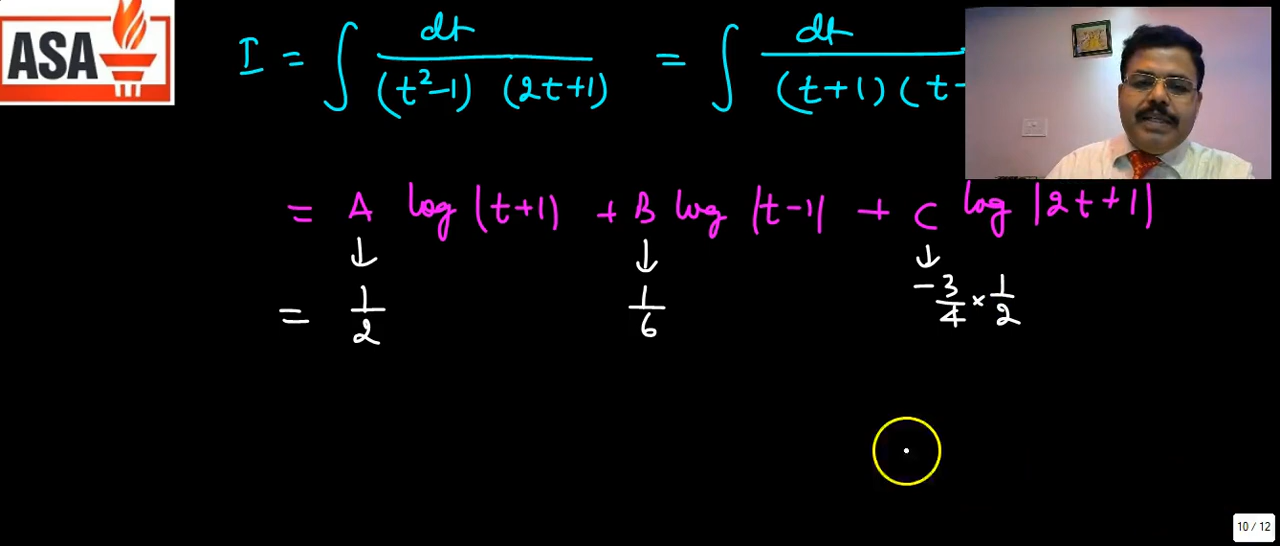 ASA
I = ∫ dt / (t²-1) (2t+1) = ∫ dt / (t+1) (t-
= A log |t+1) + B log |t-1| + C log |2t+1|
↓ ↓ ↓
= 1/2 1/6 -3/4 × 1/2
10 / 12